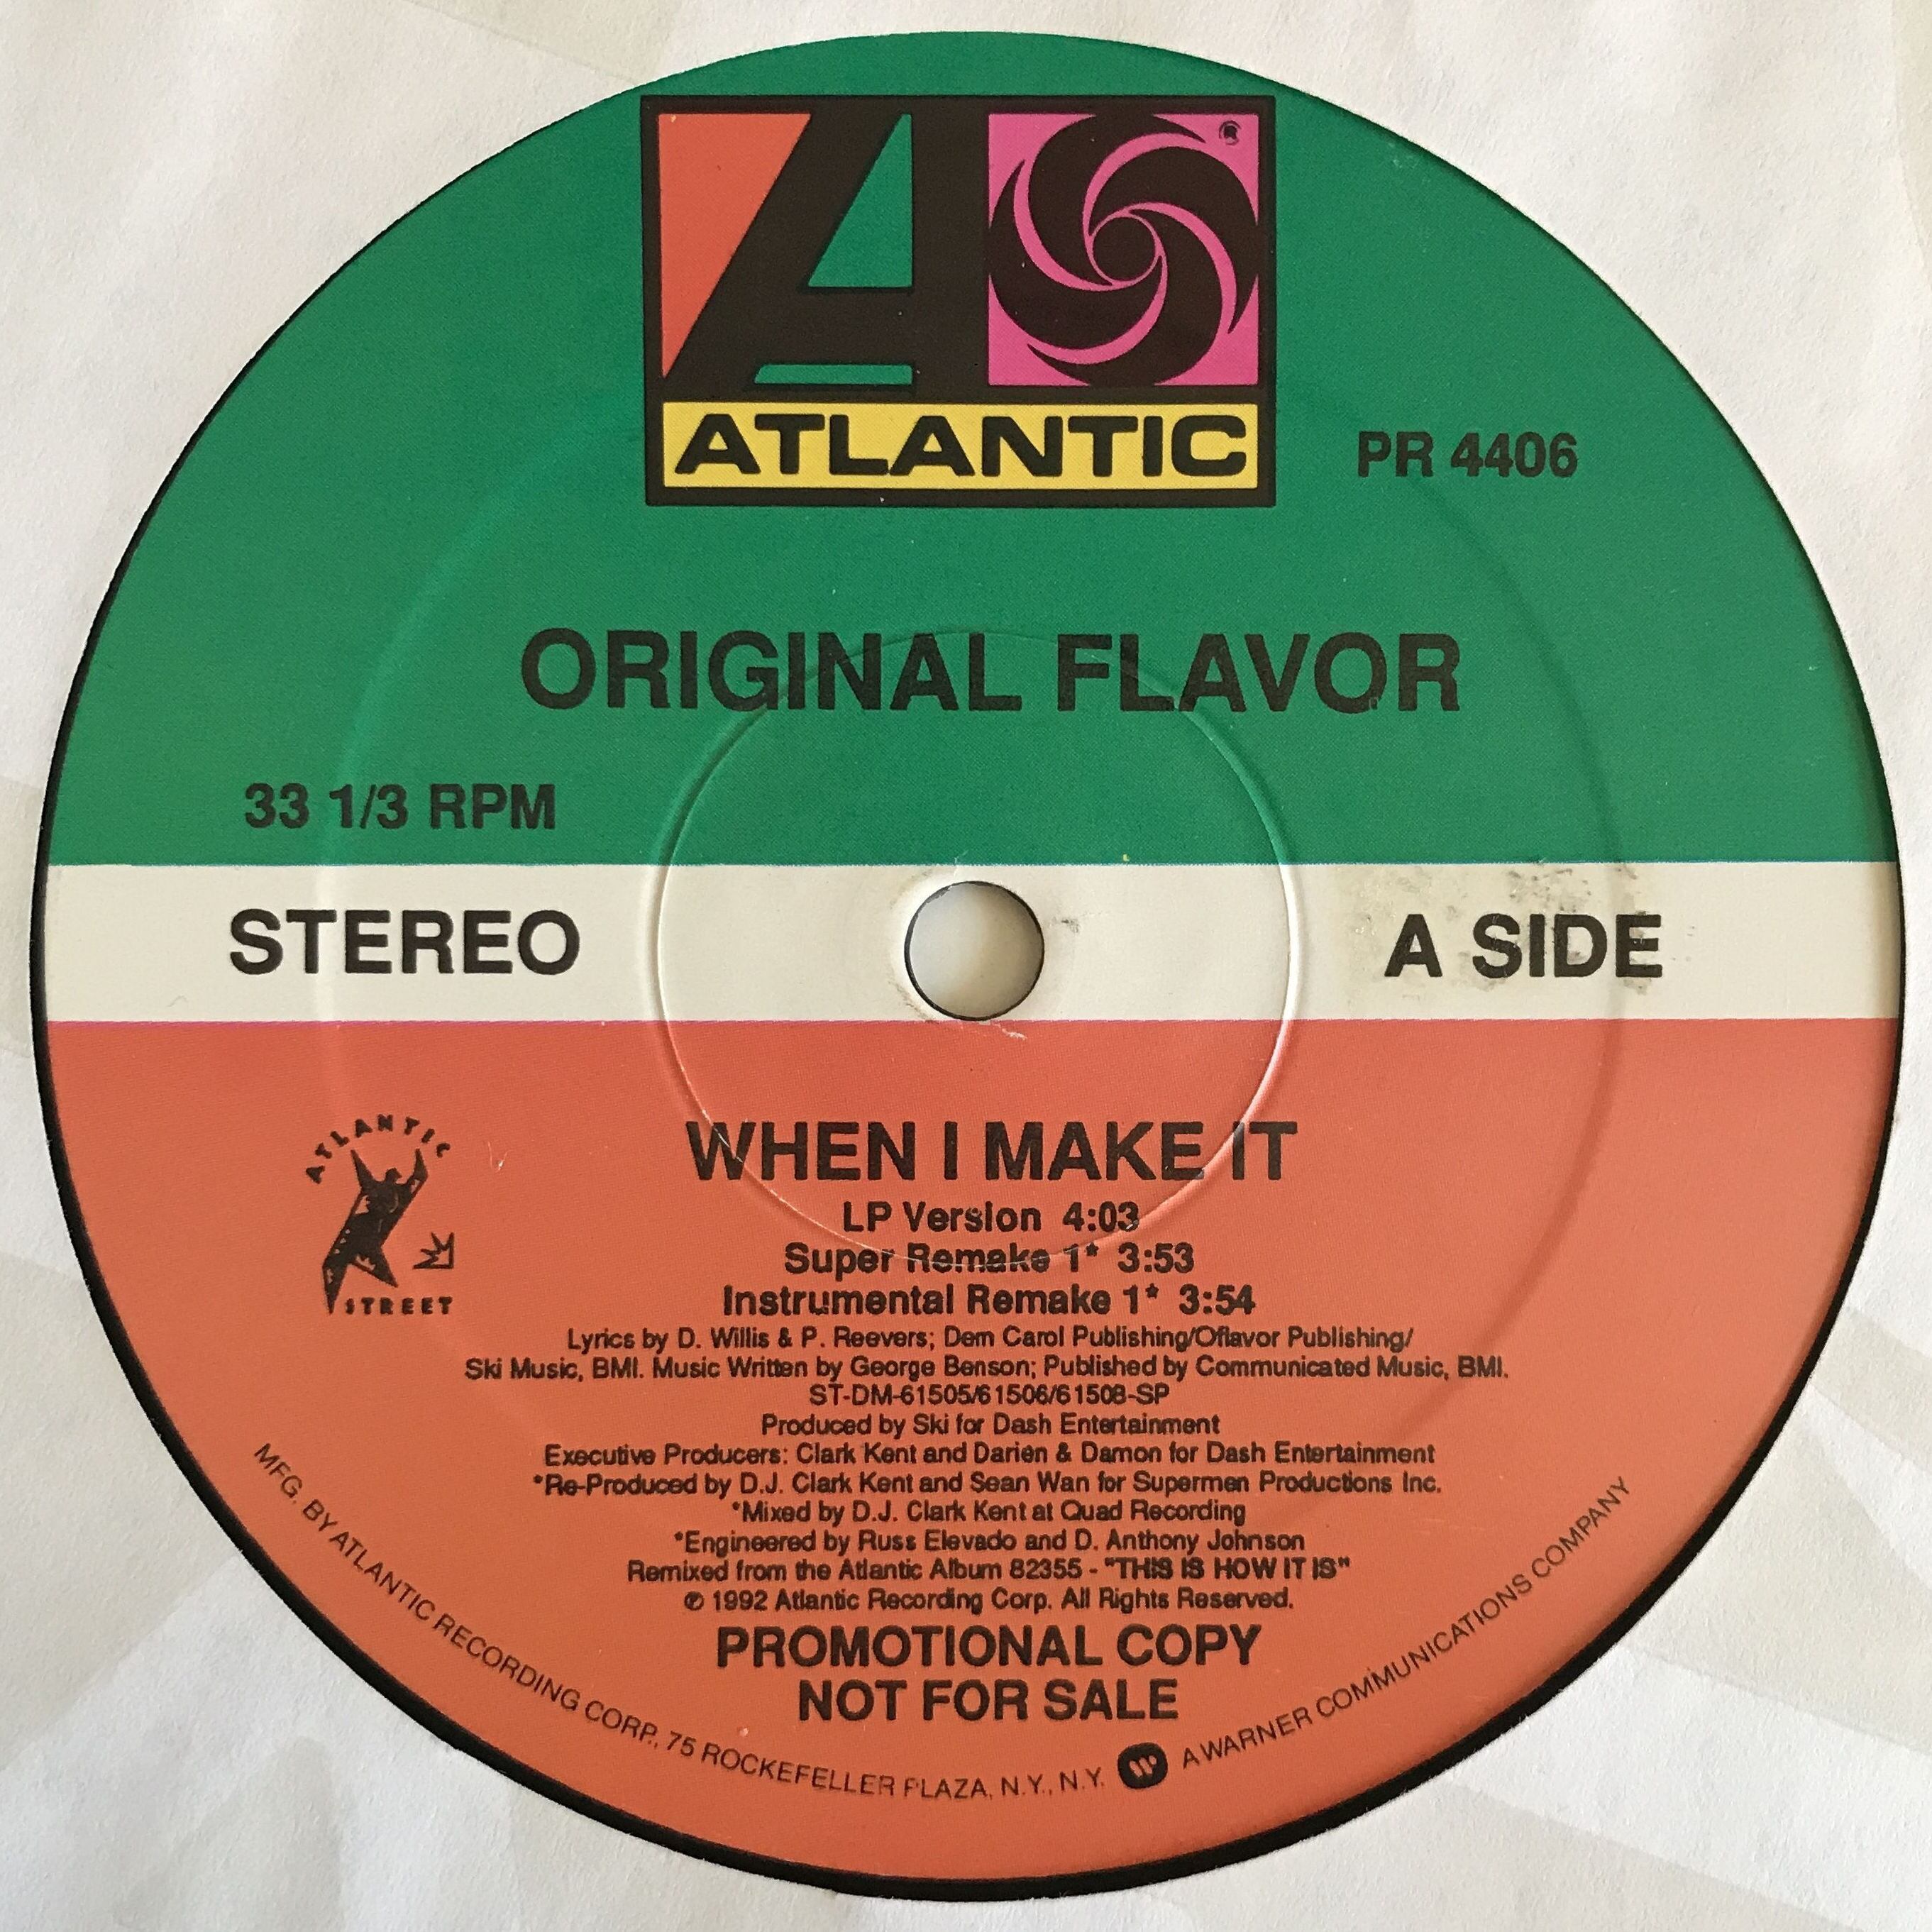 ATLANTIC
PR 4406
ORIGINAL FLAVOR
33 1/3 RPM
STEREO
A SIDE
ATLANTIC
STREET
WHEN I MAKE IT
LP Version 4:03
Super Remake 1* 3:53
Instrumental Remake 1* 3:54
Lyrics by D. Willis & P. Reevers; Dem Carol Publishing/Oflavor Publishing/
Ski Music, BMI. Music Written by George Benson; Published by Communicated Music, BMI.
ST-DM-61505/61506/61508-SP
Produced by Ski for Dash Entertainment
Executive Producers: Clark Kent and Darien & Damon for Dash Entertainment
*Re-Produced by D.J. Clark Kent and Sean Wan for Supermen Productions Inc.
*Mixed by D.J. Clark Kent at Quad Recording
*Engineered by Russ Elevado and D. Anthony Johnson
Remixed from the Atlantic Album 82355 - "THIS IS HOW IT IS"
℗ 1992 Atlantic Recording Corp. All Rights Reserved.
PROMOTIONAL COPY
NOT FOR SALE
MFG. BY ATLANTIC RECORDING CORP., 75 ROCKEFELLER PLAZA, N.Y., N.Y. A WARNER COMMUNICATIONS COMPANY